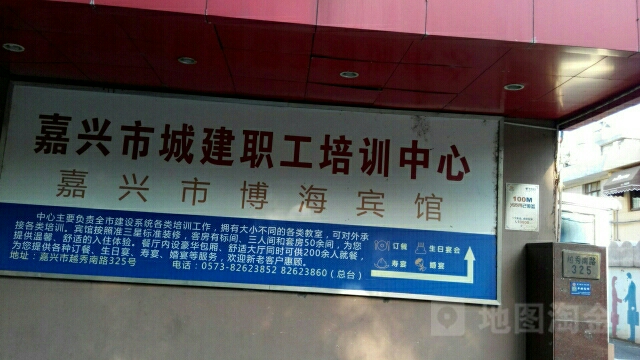 嘉兴市城建职工培训中心
嘉兴市博海宾馆
中心主要负责全市建设系统各类培训工作，拥有大小不同的各类教室，可对外承
接各类培训。宾馆按照准三星标准装修，客房有标间、三人间和套房50余间，为您
提供温馨、舒适的入住体验。餐厅内设豪华包厢、舒适大厅同时可供200余人就餐，
为您提供各种订餐、生日宴、寿宴、婚宴等服务，欢迎新老客户惠顾。
地址：嘉兴市越秀南路325号 电话：0573-82623852 82623860（总台）
订餐 生日宴会
寿宴 婚宴
100M
越秀南路
325
地图淘金